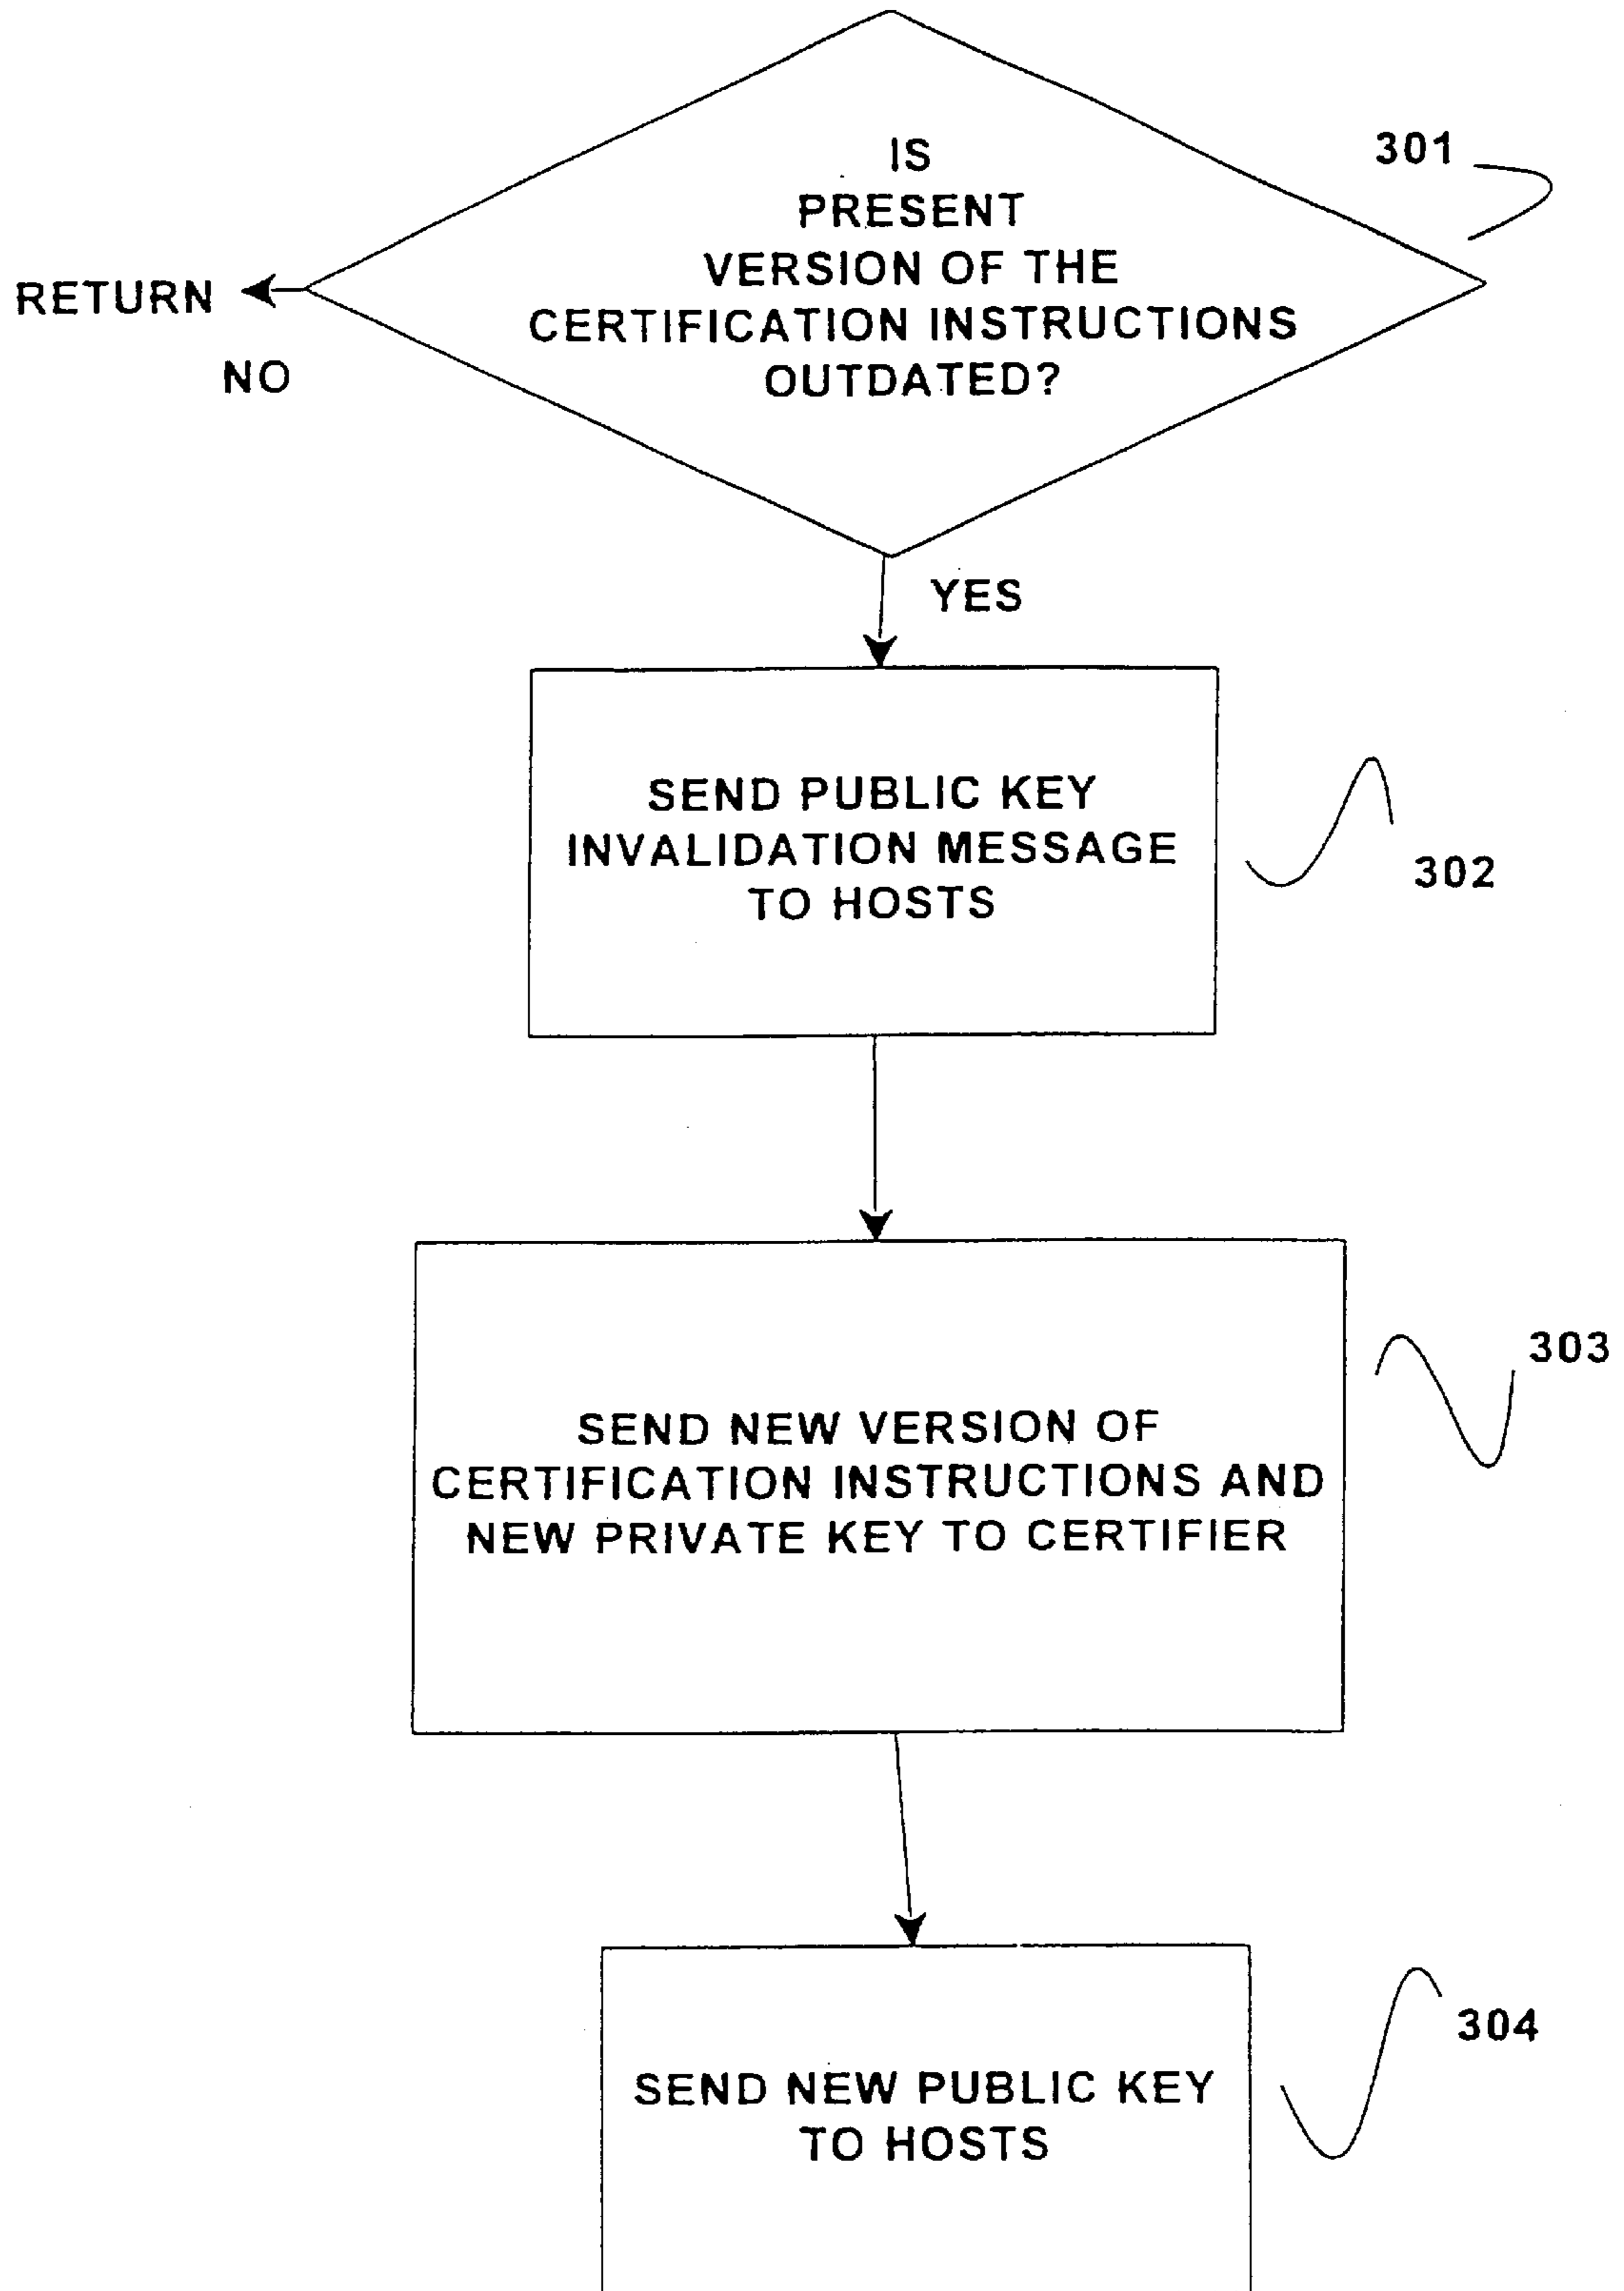 IS
PRESENT
VERSION OF THE
CERTIFICATION INSTRUCTIONS
OUTDATED?
301
RETURN
NO
YES
SEND PUBLIC KEY
INVALIDATION MESSAGE
TO HOSTS
302
SEND NEW VERSION OF
CERTIFICATION INSTRUCTIONS AND
NEW PRIVATE KEY TO CERTIFIER
303
SEND NEW PUBLIC KEY
TO HOSTS
304